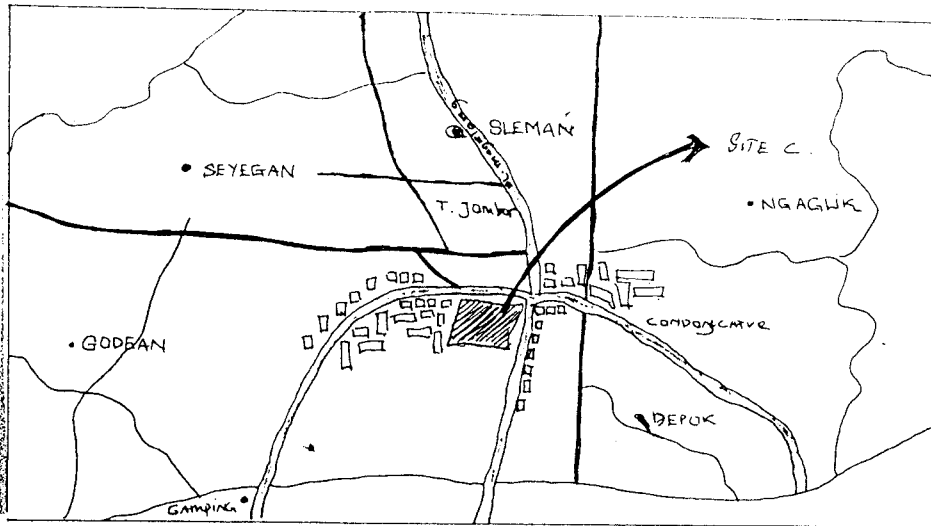 SLEMAN
SITE C.
SEYEGAN
NGAGLIK
T. Jombor
CONDONGCATUR
GODEAN
DEPOK
GAMPING